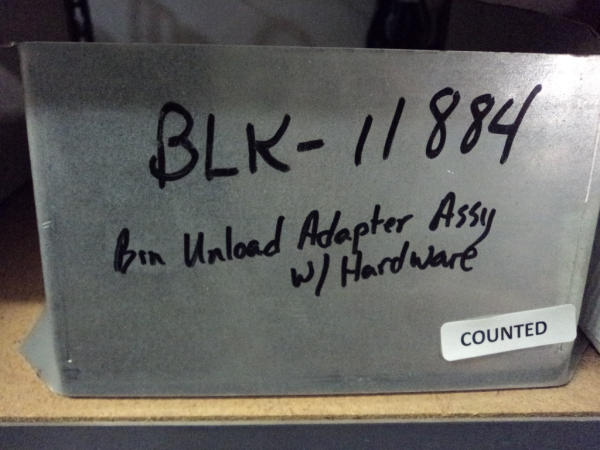 BLK-11884
Bin Unload Adapter Assy
w/ Hardware
COUNTED